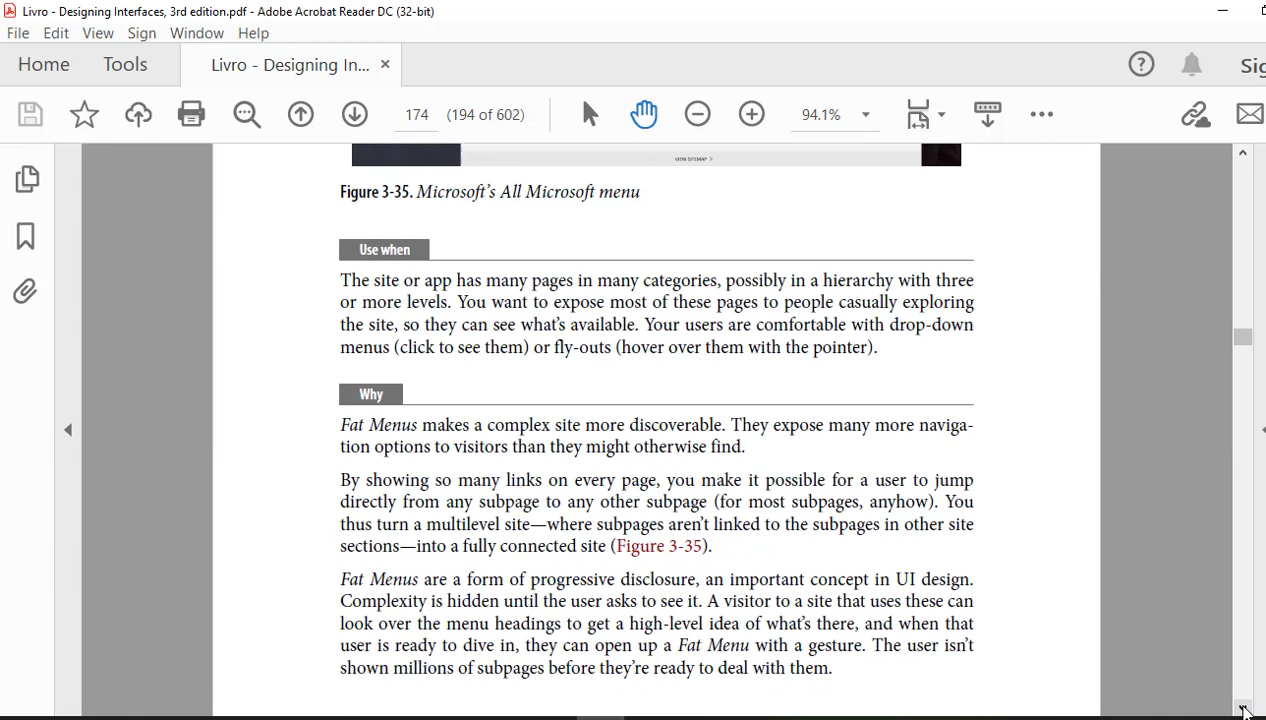 Livro - Designing Interfaces, 3rd edition.pdf - Adobe Acrobat Reader DC (32-bit)
File Edit View Sign Window Help
Home Tools Livro - Designing In... × ? Sig
174 (194 of 602) 94.1%
VIEW SITEMAP >
Figure 3-35. Microsoft's All Microsoft menu
Use when
The site or app has many pages in many categories, possibly in a hierarchy with three
or more levels. You want to expose most of these pages to people casually exploring
the site, so they can see what's available. Your users are comfortable with drop-down
menus (click to see them) or fly-outs (hover over them with the pointer).
Why
Fat Menus makes a complex site more discoverable. They expose many more naviga-
tion options to visitors than they might otherwise find.
By showing so many links on every page, you make it possible for a user to jump
directly from any subpage to any other subpage (for most subpages, anyhow). You
thus turn a multilevel site—where subpages aren't linked to the subpages in other site
sections—into a fully connected site (Figure 3-35).
Fat Menus are a form of progressive disclosure, an important concept in UI design.
Complexity is hidden until the user asks to see it. A visitor to a site that uses these can
look over the menu headings to get a high-level idea of what's there, and when that
user is ready to dive in, they can open up a Fat Menu with a gesture. The user isn't
shown millions of subpages before they're ready to deal with them.